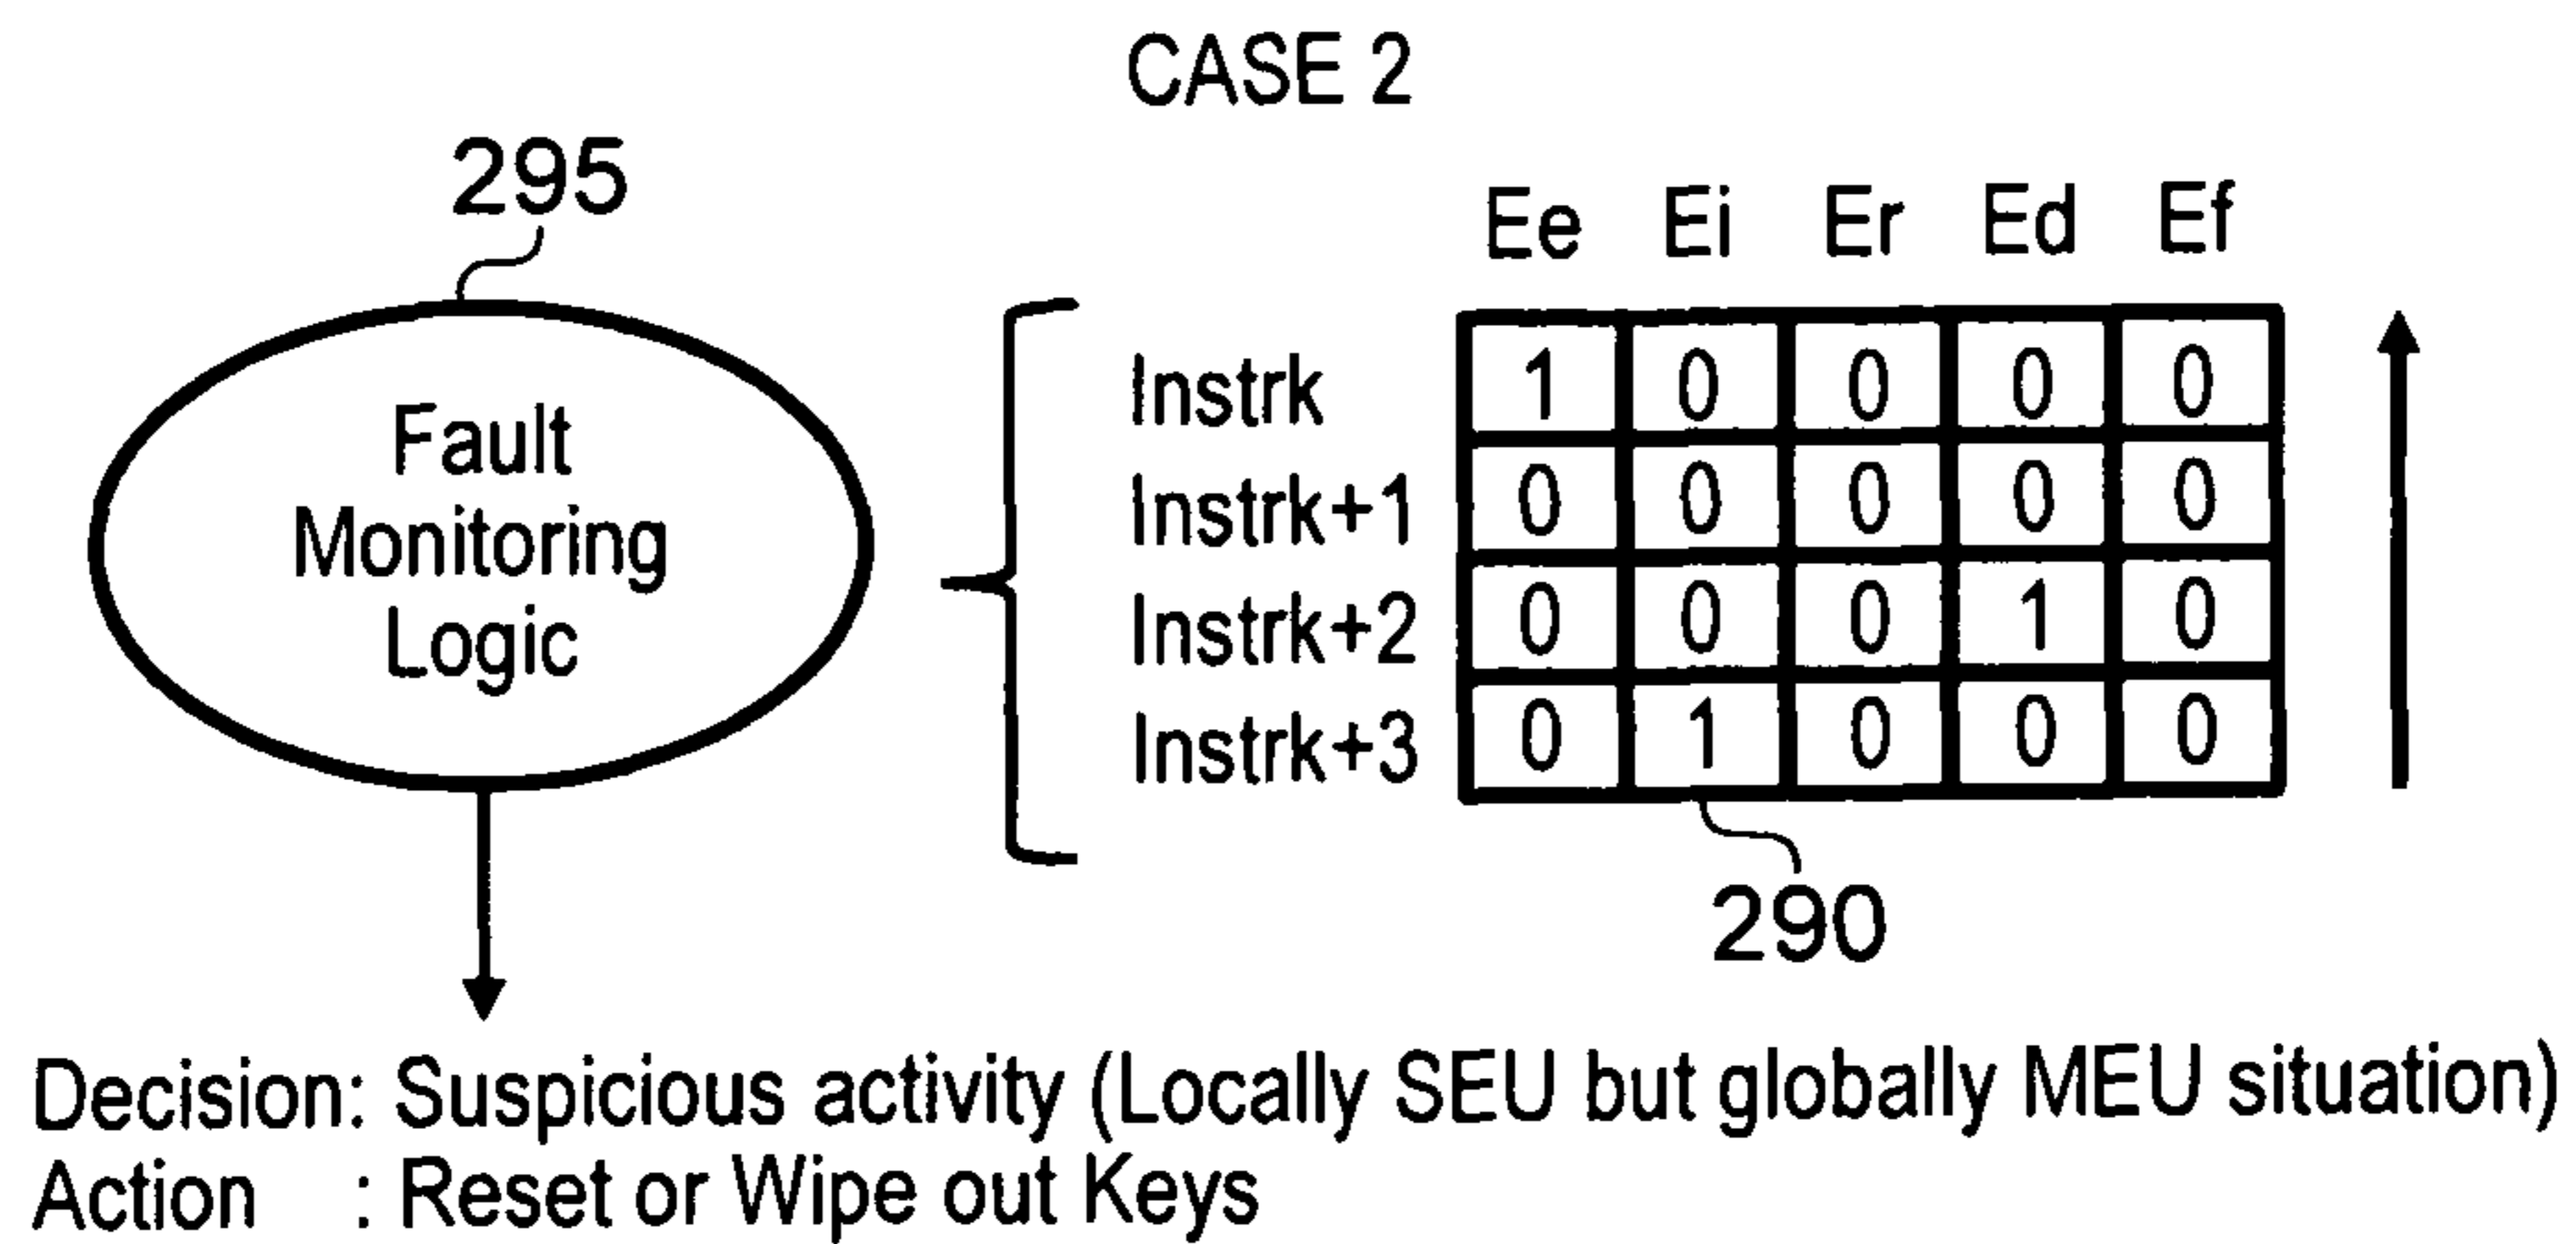 CASE 2
295
Fault
Monitoring
Logic
Ee Ei Er Ed Ef
Instrk 1 0 0 0 0
Instrk+1 0 0 0 0 0
Instrk+2 0 0 0 1 0
Instrk+3 0 1 0 0 0
290
Decision: Suspicious activity (Locally SEU but globally MEU situation)
Action : Reset or Wipe out Keys